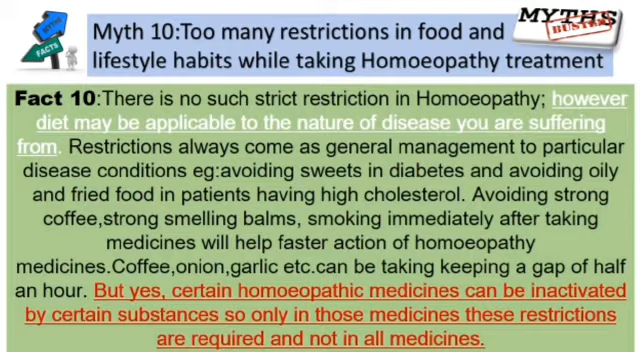 MYTHS
FACTS
Myth 10:Too many restrictions in food and
lifestyle habits while taking Homoeopathy treatment
MYTHS
BUSTED
Fact 10:There is no such strict restriction in Homoeopathy; however
diet may be applicable to the nature of disease you are suffering
from. Restrictions always come as general management to particular
disease conditions eg:avoiding sweets in diabetes and avoiding oily
and fried food in patients having high cholesterol. Avoiding strong
coffee,strong smelling balms, smoking immediately after taking
medicines will help faster action of homoeopathy
medicines.Coffee,onion,garlic etc.can be taking keeping a gap of half
an hour. But yes, certain homoeopathic medicines can be inactivated
by certain substances so only in those medicines these restrictions
are required and not in all medicines.